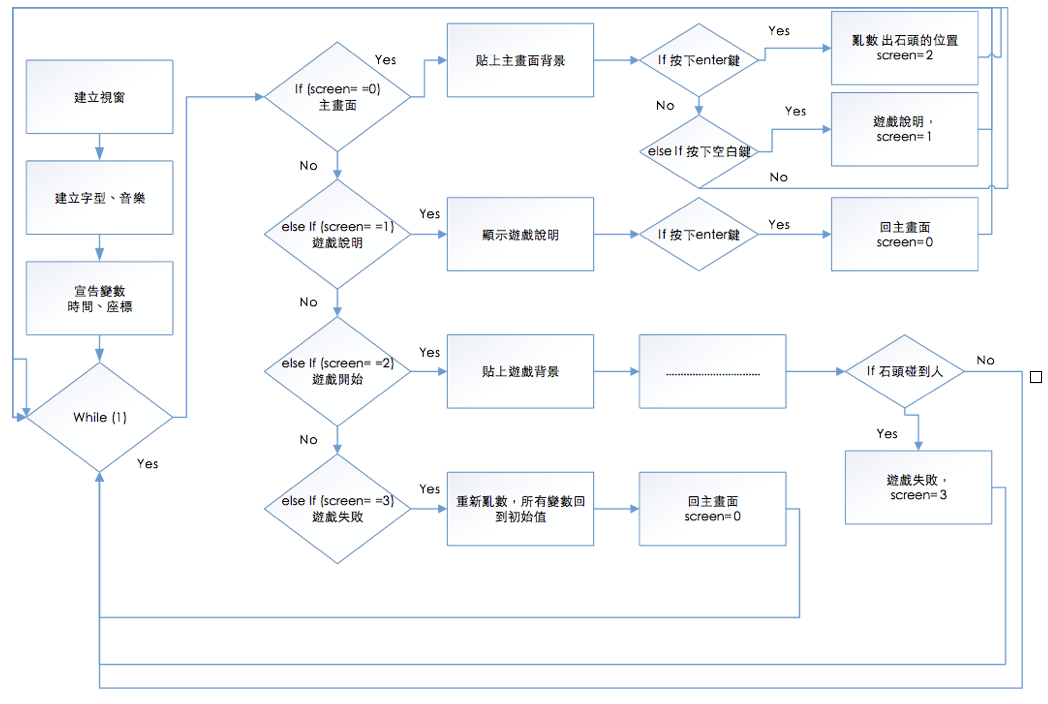 建立視窗
建立字型、音樂
宣告變數
時間、座標
While (1)
Yes
If (screen= =0)
主畫面
Yes
No
貼上主畫面背景
If 按下enter鍵
Yes
No
亂數 出石頭的位置
screen=2
else If 按下空白鍵
Yes
No
遊戲說明，
screen=1
else If (screen= =1)
遊戲說明
Yes
No
顯示遊戲說明
If 按下enter鍵
Yes
回主畫面
screen=0
else If (screen= =2)
遊戲開始
Yes
No
貼上遊戲背景
.................................
If 石頭碰到人
No
Yes
遊戲失敗，
screen=3
else If (screen= =3)
遊戲失敗
Yes
重新亂數，所有變數回
到初始值
回主畫面
screen=0